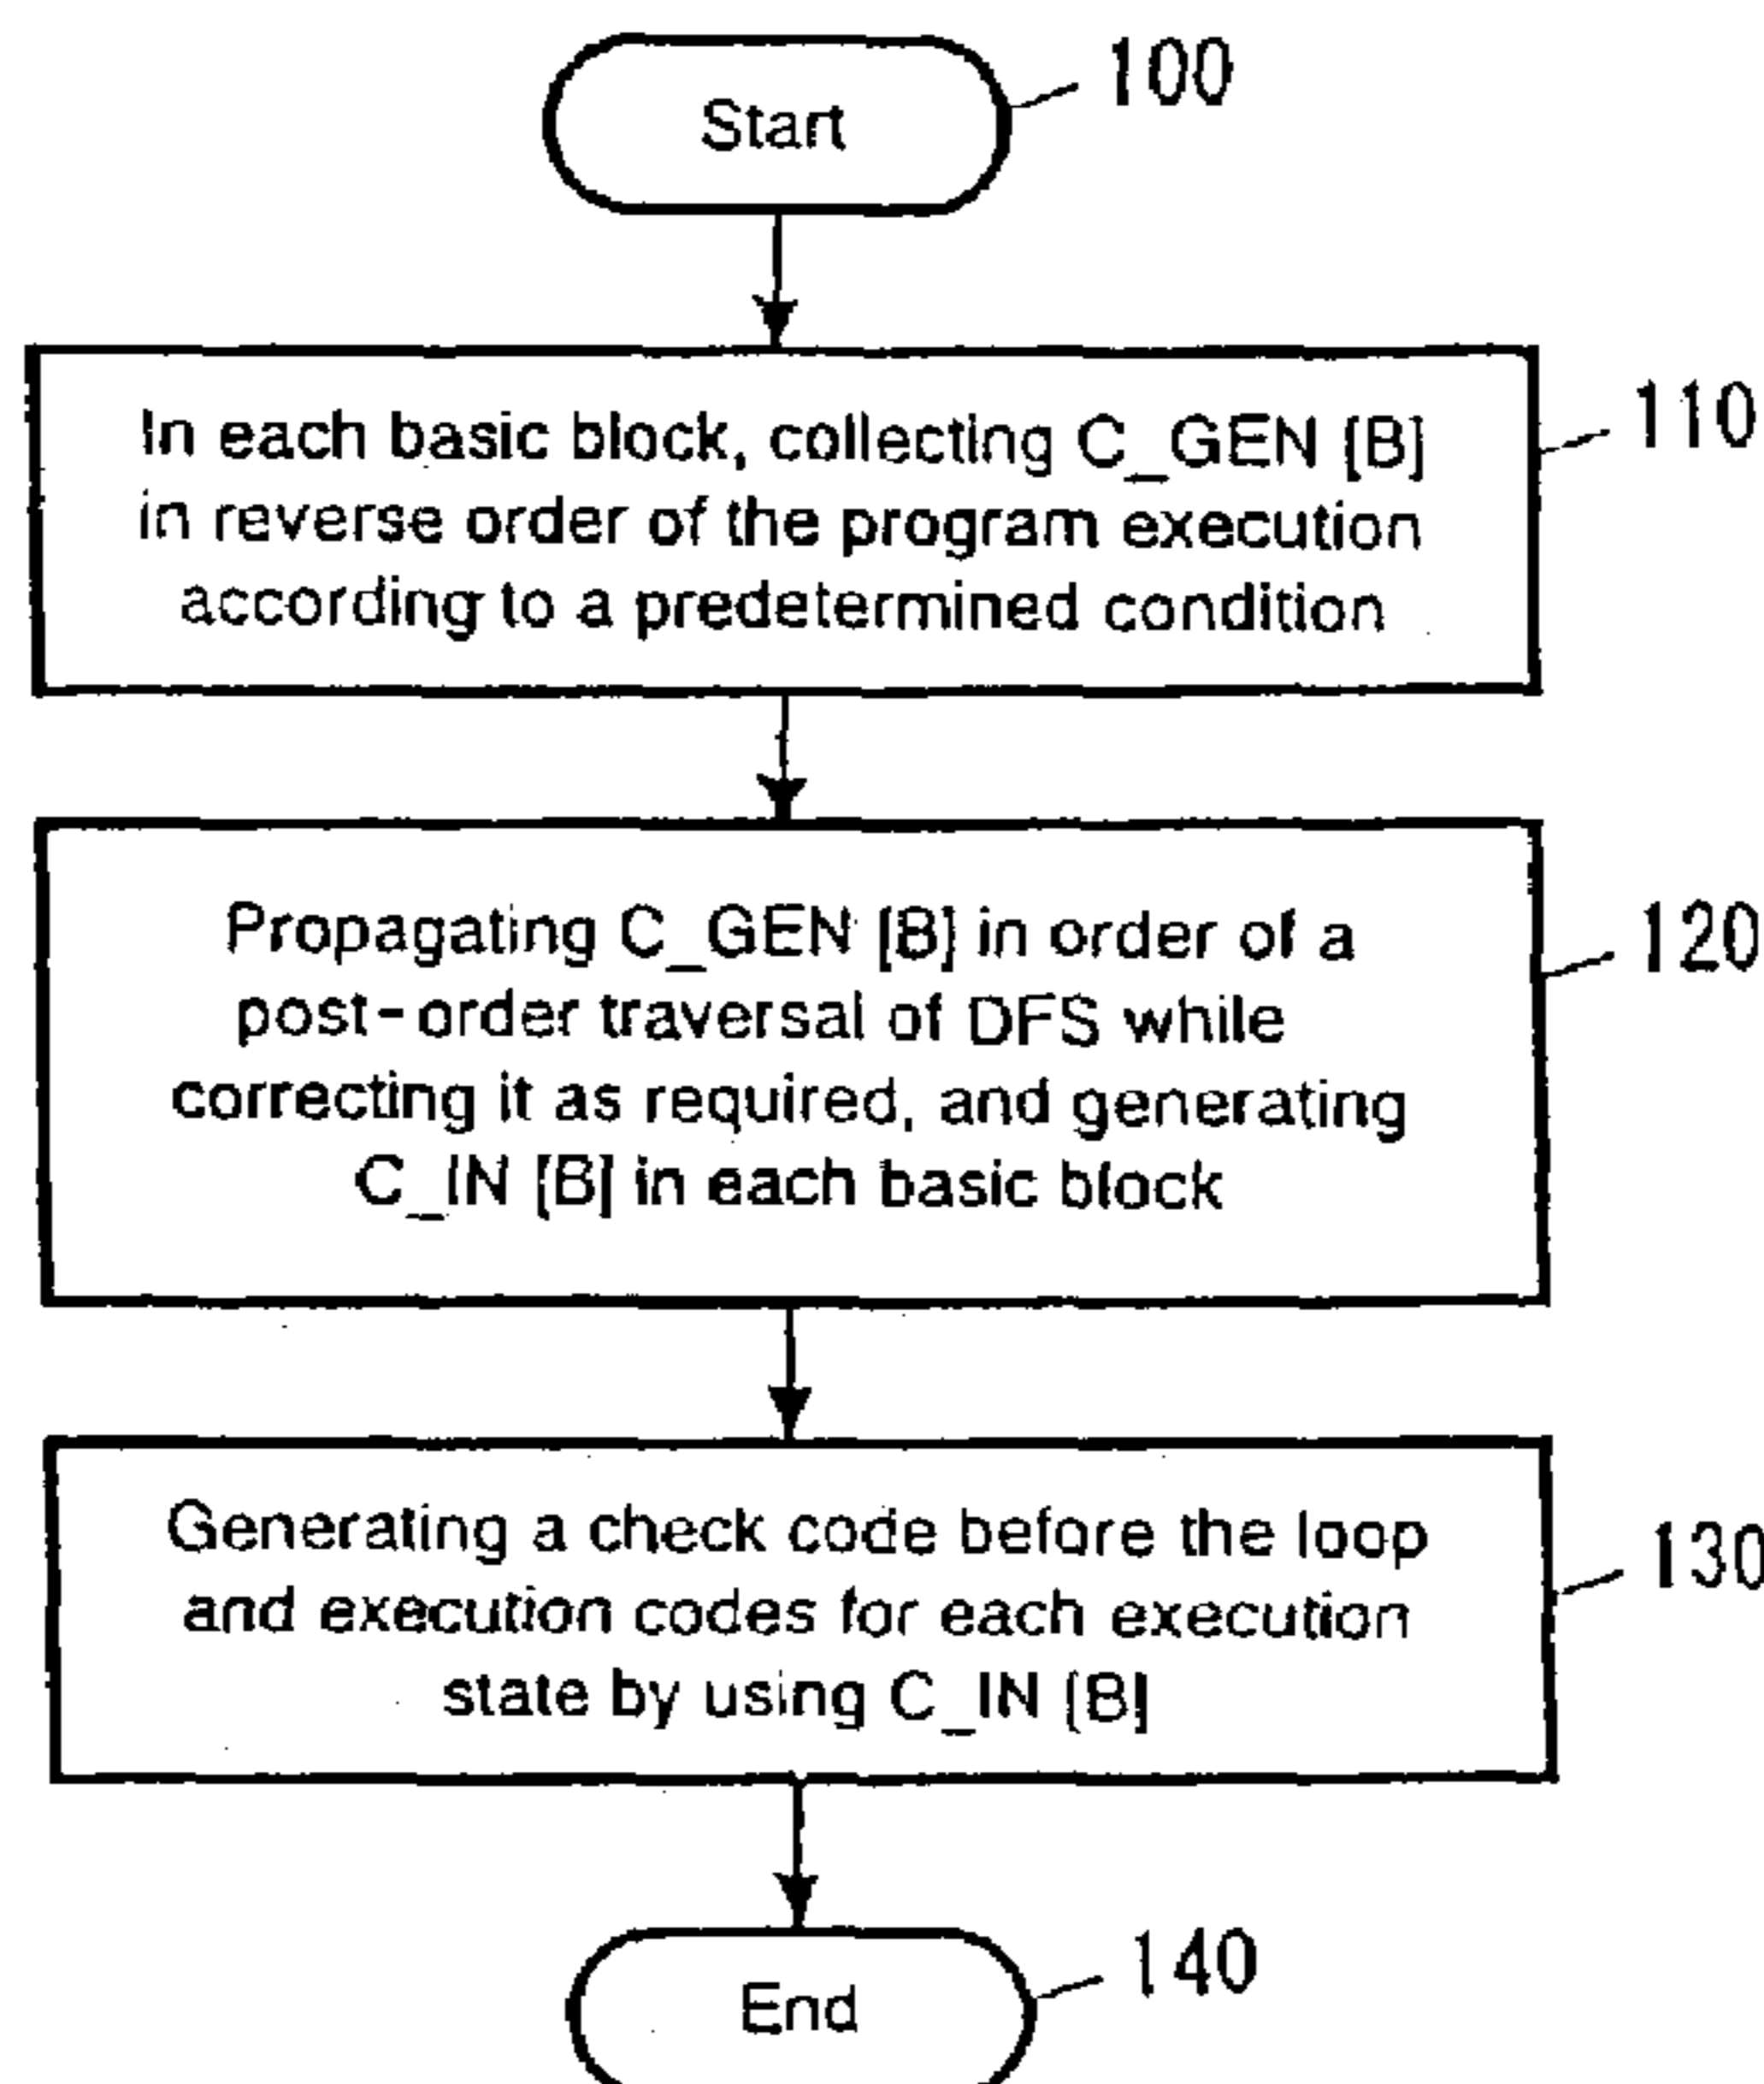 Start
100
In each basic block, collecting C_GEN [B]
in reverse order of the program execution
according to a predetermined condition
110
Propagating C_GEN [B] in order of a
post-order traversal of DFS while
correcting it as required, and generating
C_IN [B] in each basic block
120
Generating a check code before the loop
and execution codes for each execution
state by using C_IN [B]
130
End
140